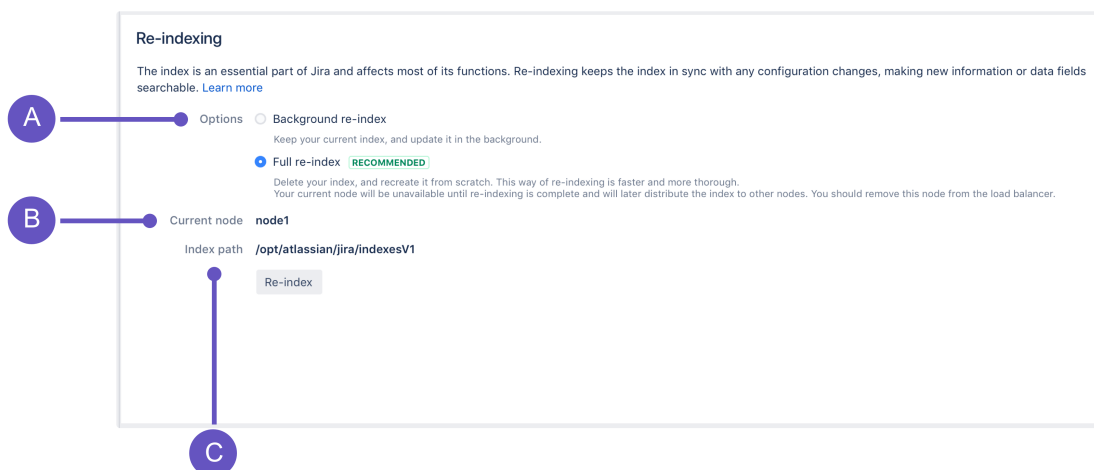 Re-indexing
The index is an essential part of Jira and affects most of its functions. Re-indexing keeps the index in sync with any configuration changes, making new information or data fields
searchable. Learn more
A
Options Background re-index
Keep your current index, and update it in the background.
Full re-index RECOMMENDED
Delete your index, and recreate it from scratch. This way of re-indexing is faster and more thorough.
Your current node will be unavailable until re-indexing is complete and will later distribute the index to other nodes. You should remove this node from the load balancer.
B
Current node node1
Index path /opt/atlassian/jira/indexesV1
Re-index
C